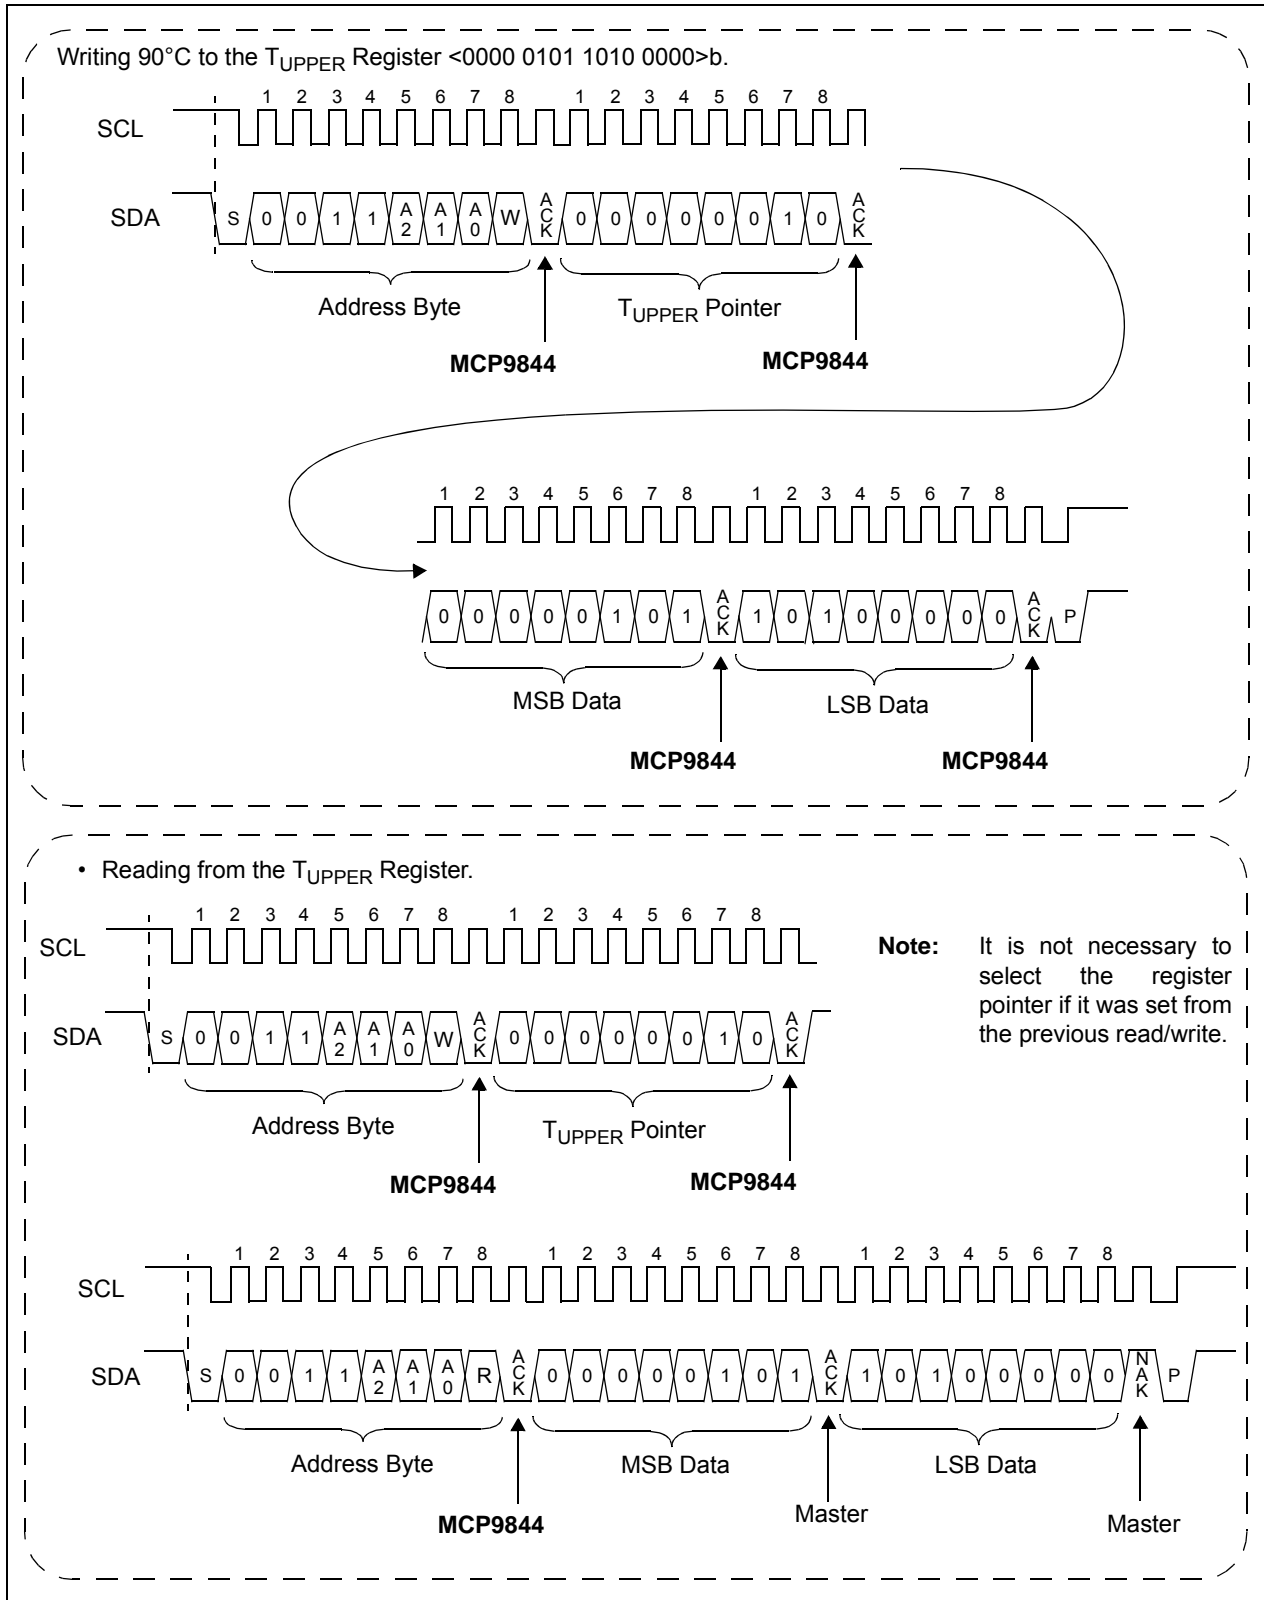 Writing 90°C to the TUPPER Register <0000 0101 1010 0000>b.
1 2 3 4 5 6 7 8 1 2 3 4 5 6 7 8
SCL
SDA S 0 0 1 1 A2 A1 A0 W ACK 0 0 0 0 0 0 1 0 ACK
Address Byte TUPPER Pointer
MCP9844 MCP9844
1 2 3 4 5 6 7 8 1 2 3 4 5 6 7 8
0 0 0 0 0 1 0 1 ACK 1 0 1 0 0 0 0 0 ACK P
MSB Data LSB Data
MCP9844 MCP9844
• Reading from the TUPPER Register.
1 2 3 4 5 6 7 8 1 2 3 4 5 6 7 8
SCL
SDA S 0 0 1 1 A2 A1 A0 W ACK 0 0 0 0 0 0 1 0 ACK
Address Byte TUPPER Pointer
MCP9844 MCP9844
Note: It is not necessary to
select the register
pointer if it was set from
the previous read/write.
1 2 3 4 5 6 7 8 1 2 3 4 5 6 7 8 1 2 3 4 5 6 7 8
SCL
SDA S 0 0 1 1 A2 A1 A0 R ACK 0 0 0 0 0 1 0 1 ACK 1 0 1 0 0 0 0 0 NAK P
Address Byte MSB Data LSB Data
MCP9844 Master Master